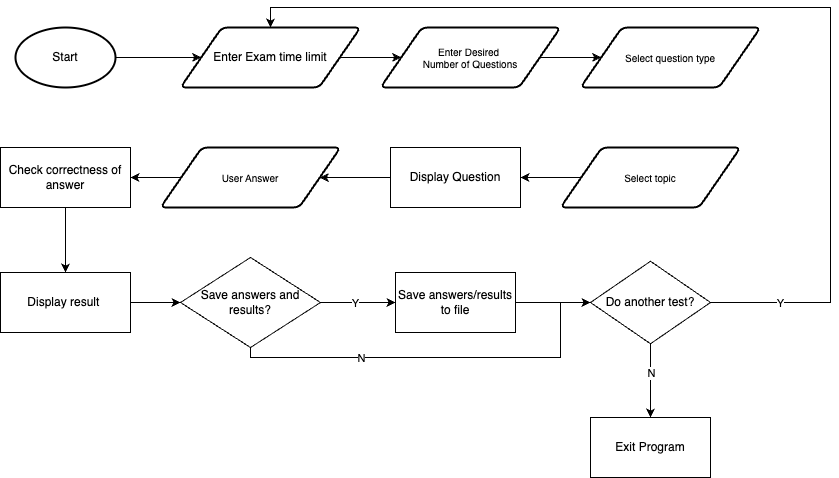 Start
Enter Exam time limit
Enter Desired
Number of Questions
Select question type
Check correctness of
answer
User Answer
Display Question
Select topic
Display result
Save answers and
results?
Y
Save answers/results
to file
Do another test?
Y
N
N
Exit Program